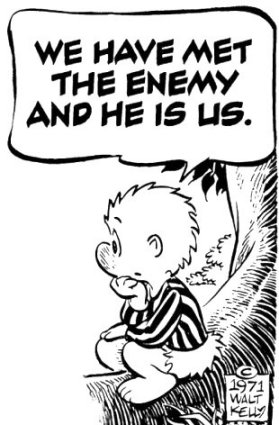 WE HAVE MET
THE ENEMY
AND HE IS US.
©
1971
WALT
KELLY